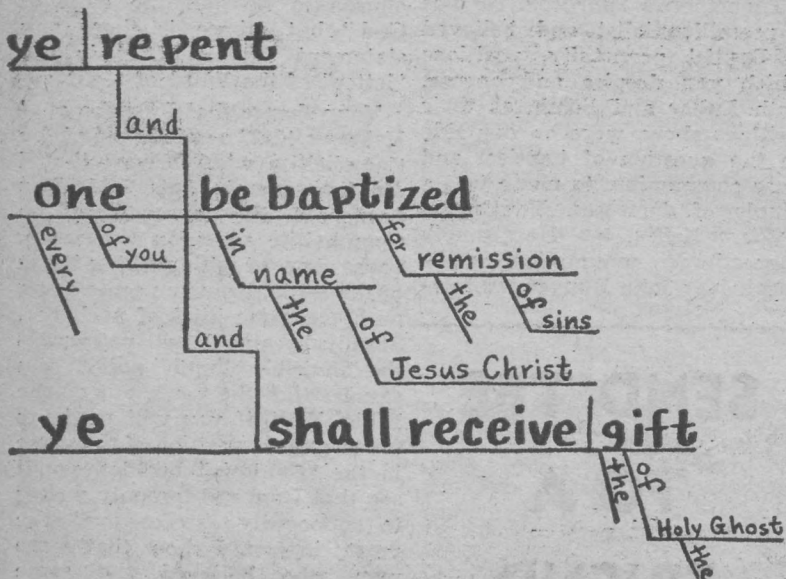 ye repent
and
one be baptized
every of you in name the of Jesus Christ for remission the of sins
and
ye shall receive gift
the of Holy Ghost the